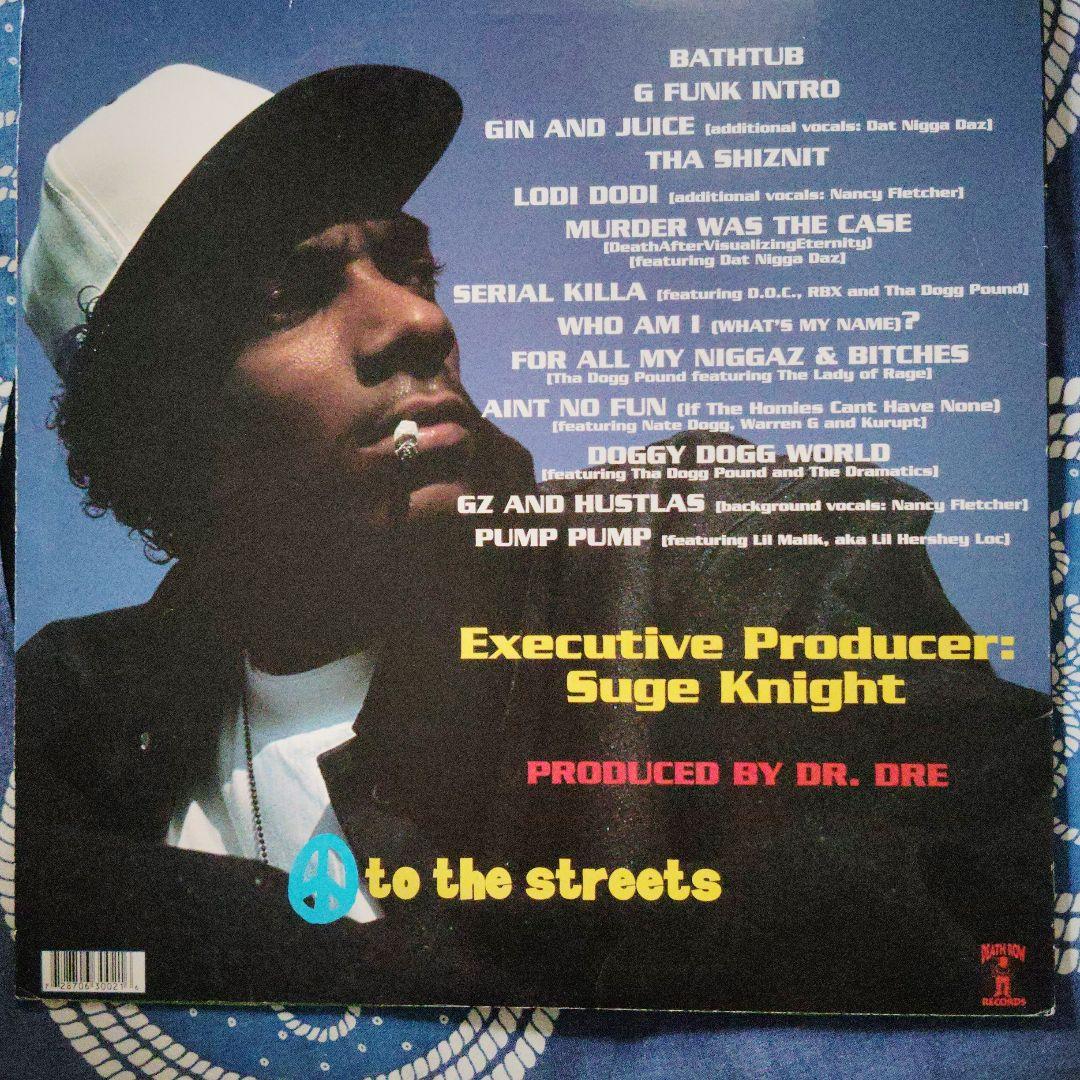 BATHTUB
G FUNK INTRO
GIN AND JUICE [additional vocals: Dat Nigga Daz]
THA SHIZNIT
LODI DODI [additional vocals: Nancy Fletcher]
MURDER WAS THE CASE
(DeathAfterVisualizingEternity)
[featuring Dat Nigga Daz]
SERIAL KILLA [featuring D.O.C., RBX and Tha Dogg Pound]
WHO AM I (WHAT'S MY NAME)?
FOR ALL MY NIGGAZ & BITCHES
[Tha Dogg Pound featuring The Lady of Rage]
AINT NO FUN (If The Homies Cant Have None)
[featuring Nate Dogg, Warren G and Kurupt]
DOGGY DOGG WORLD
[featuring Tha Dogg Pound and The Dramatics]
GZ AND HUSTLAS [background vocals: Nancy Fletcher]
PUMP PUMP [featuring Lil Malik, aka Lil Hershey Loc]
Executive Producer:
Suge Knight
PRODUCED BY DR. DRE
to the streets
7 26706 30021 6
DEATH ROW
RECORDS